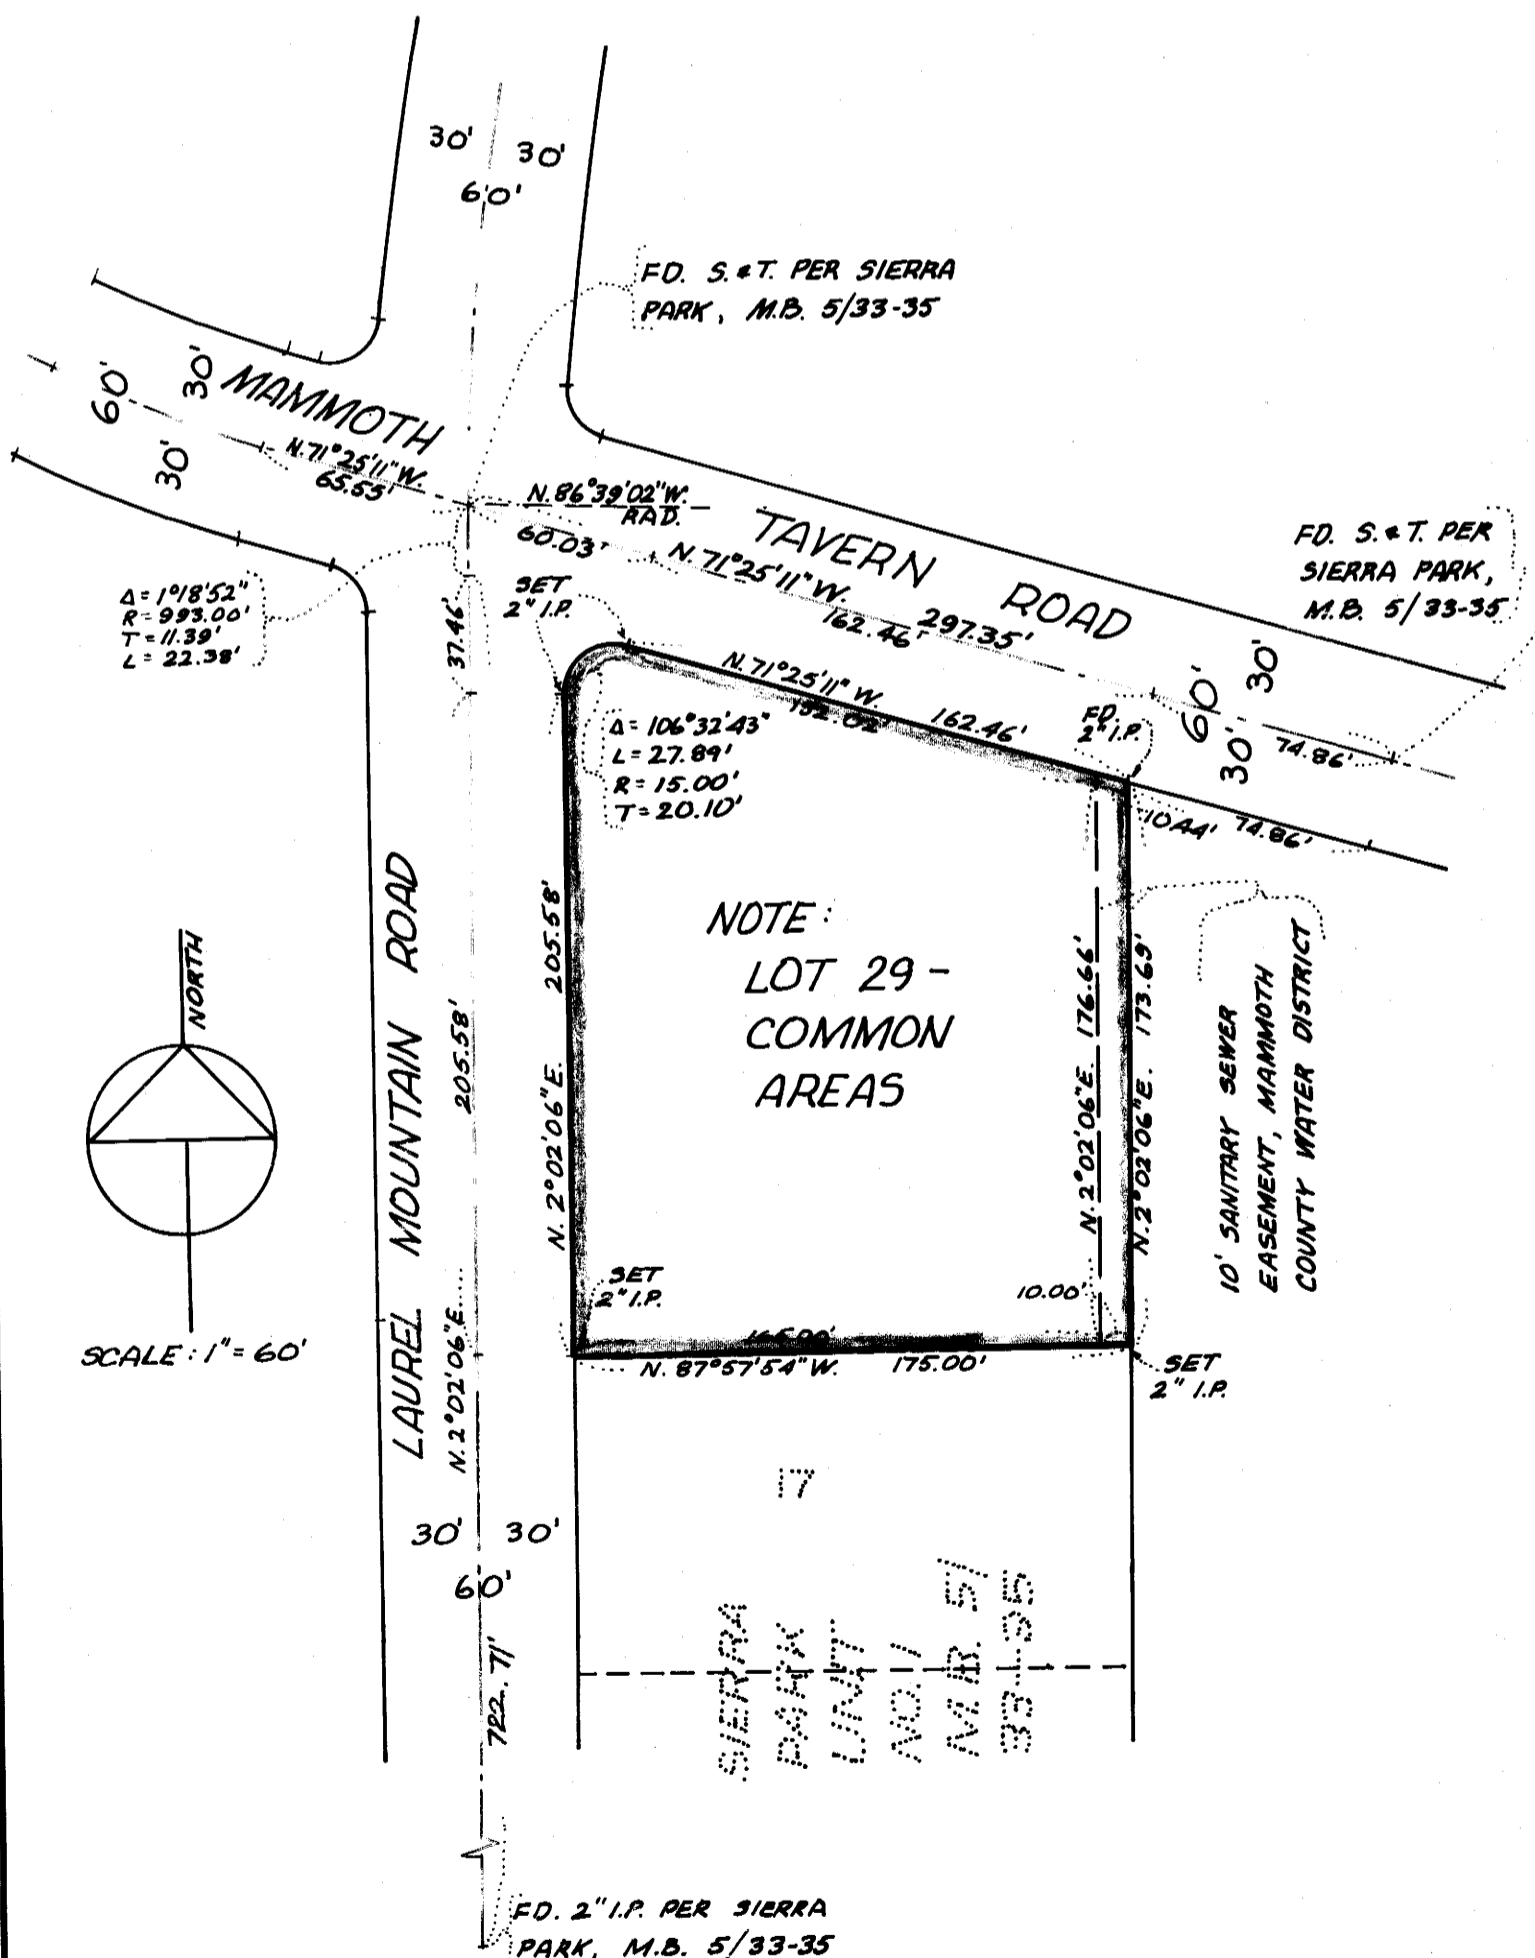 30' 30'
60'
FD. S. & T. PER SIERRA
PARK, M.B. 5/33-35
60'
30'
30'
MAMMOTH
N. 71°25'11" W.
65.55'
N. 86°39'02" W.
RAD.
60.03'
TAVERN ROAD
N. 71°25'11" W.
162.46' 297.35'
FD. S. & T. PER
SIERRA PARK,
M.B. 5/33-35
Δ = 1°18'52"
R = 993.00'
T = 11.39'
L = 22.38'
37.46'
SET
2" I.P.
N. 71°25'11" W.
152.02' 162.46'
FD.
2" I.P.
60'
30'
30'
74.86'
10.44' 74.86'
Δ = 106°32'43"
L = 27.89'
R = 15.00'
T = 20.10'
NOTE:
LOT 29 -
COMMON
AREAS
NORTH
SCALE: 1" = 60'
LAUREL MOUNTAIN ROAD
N. 2°02'06" E. 205.58'
N. 2°02'06" E. 205.58'
N. 2°02'06" E. 176.66'
N. 2°02'06" E. 173.69'
10' SANITARY SEWER
EASEMENT, MAMMOTH
COUNTY WATER DISTRICT
SET
2" I.P.
10.00'
165.00'
N. 87°57'54" W. 175.00'
SET
2" I.P.
17
30' 30'
60'
722.71'
SIERRA
PARK
UNIT
NO. 1
M.B. 5/
33-35
FD. 2" I.P. PER SIERRA
PARK, M.B. 5/33-35